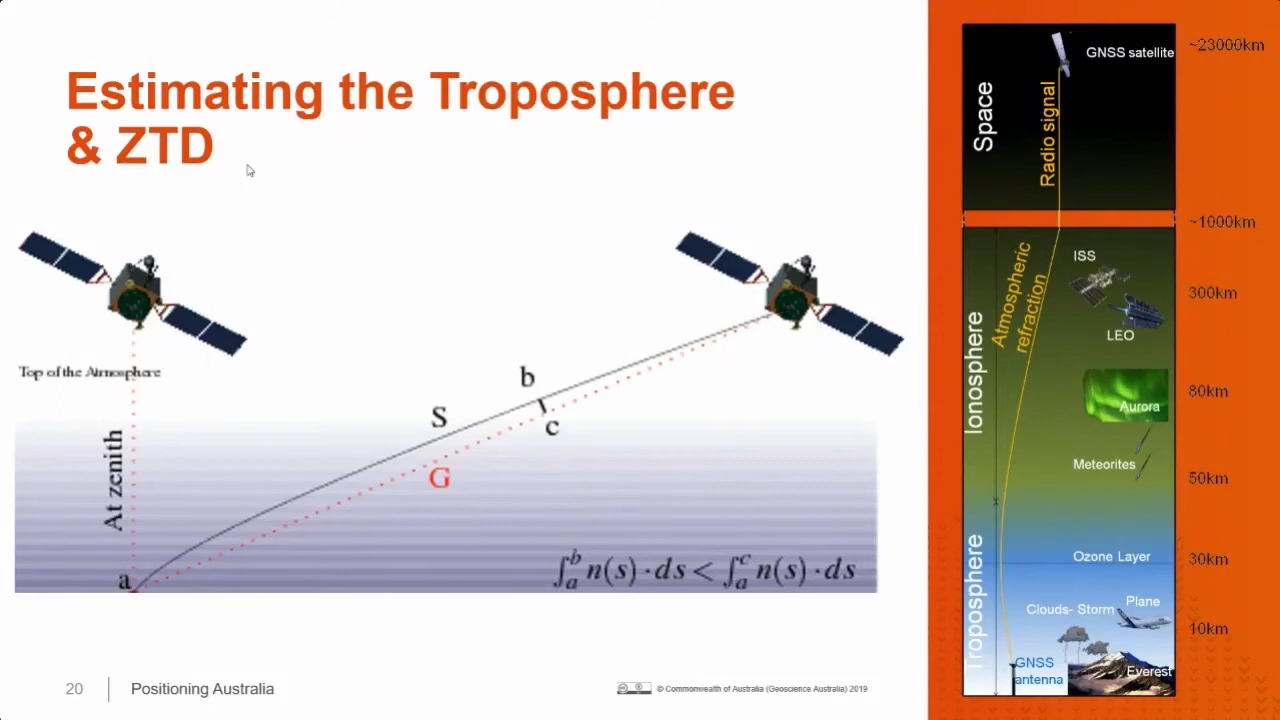 Estimating the Troposphere
& ZTD
Top of the Atmosphere
At zenith
a
S
G
b
c
∫ₐᵇ n(s)·ds < ∫ₐᶜ n(s)·ds
20
Positioning Australia
© Commonwealth of Australia (Geoscience Australia) 2019
Space
Radio signal
GNSS satellite
~23000km
~1000km
Ionosphere
Atmospheric
refraction
ISS
300km
LEO
80km
Aurora
Meteorites
50km
Troposphere
Ozone Layer
30km
Plane
Clouds- Storm
10km
GNSS
antenna
Everest